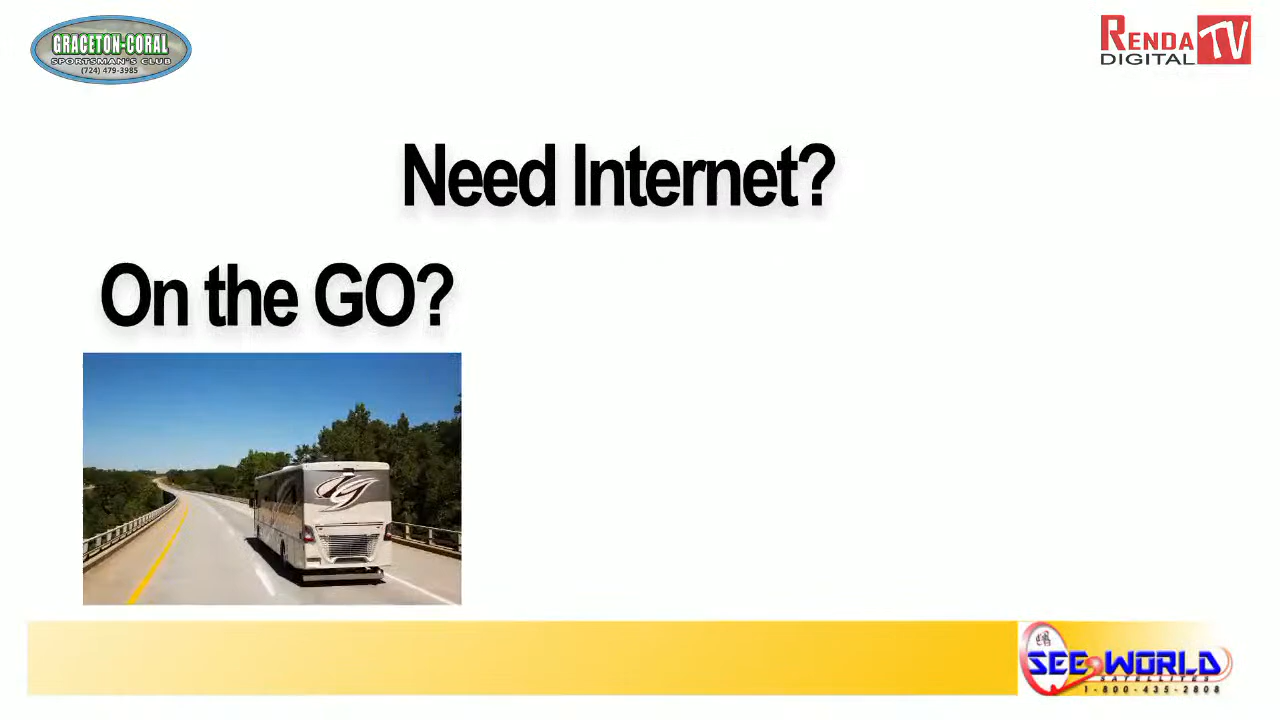 GRACETON-CORAL
SPORTSMAN'S CLUB
(724) 479-3985
RENDA TV
DIGITAL
Need Internet?
On the GO?
SEE WORLD
SATELLITES
1-800-435-2808